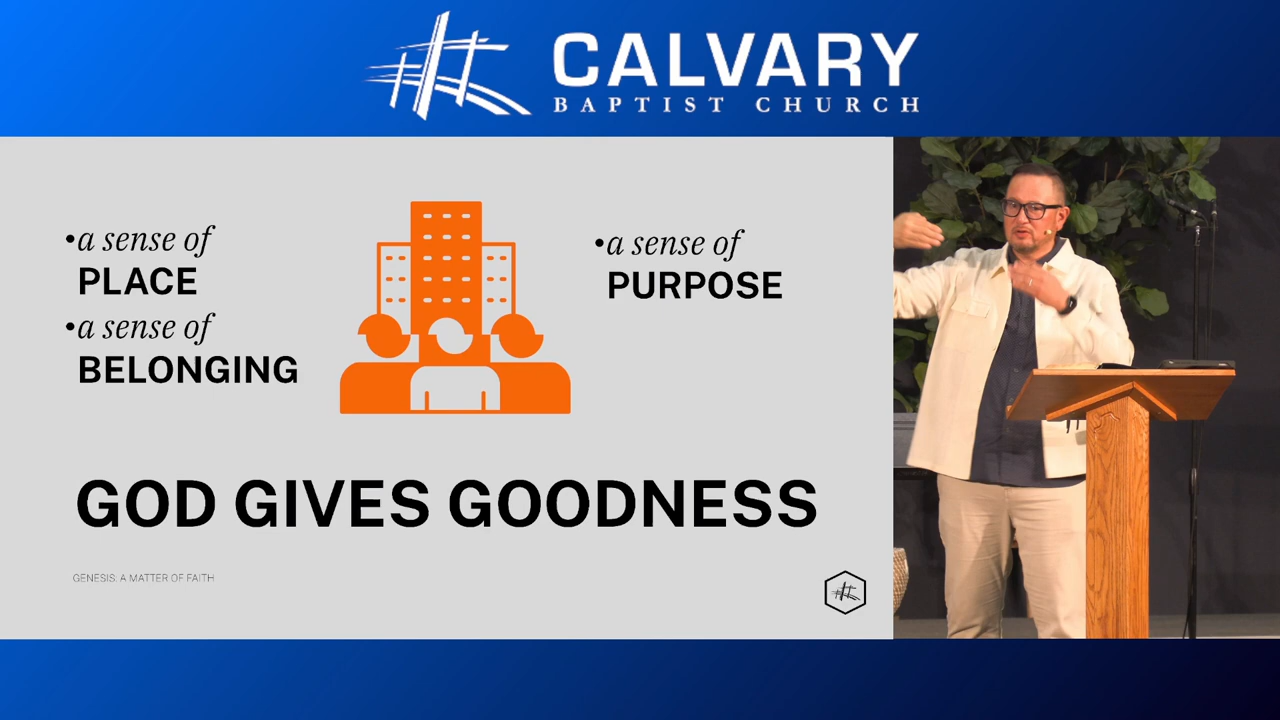 CALVARY
BAPTIST CHURCH
•a sense of
PLACE
•a sense of
BELONGING
•a sense of
PURPOSE
GOD GIVES GOODNESS
GENESIS: A MATTER OF FAITH